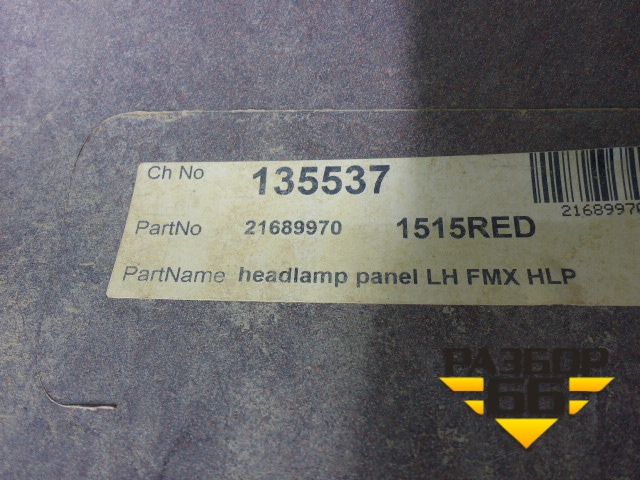 Ch No 135537
PartNo 21689970 1515RED
21689970
PartName headlamp panel LH FMX HLP
РАЗБОР
66